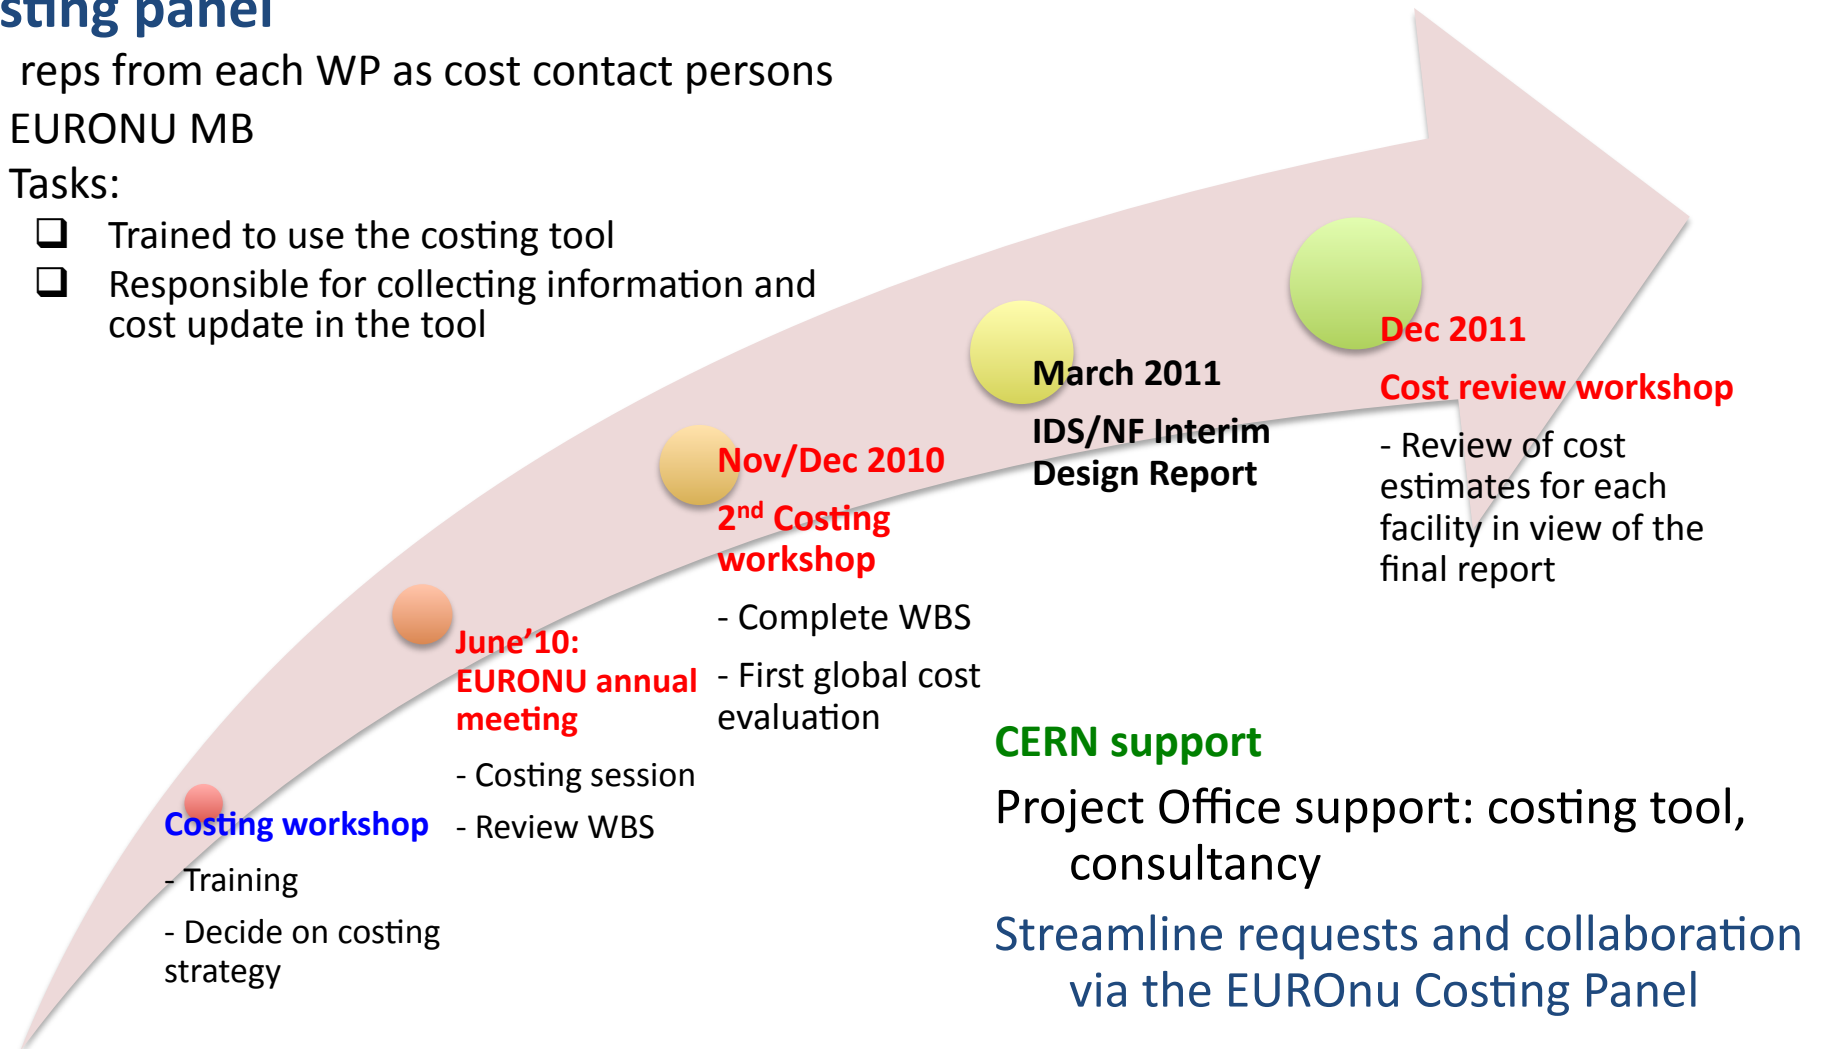 sting panel
reps from each WP as cost contact persons
EURONU MB
Tasks:
❑ Trained to use the costing tool
❑ Responsible for collecting information and
cost update in the tool
Dec 2011
Cost review workshop
- Review of cost
estimates for each
facility in view of the
final report
March 2011
IDS/NF Interim
Design Report
Nov/Dec 2010
2nd Costing
workshop
- Complete WBS
- First global cost
evaluation
June’10:
EURONU annual
meeting
- Costing session
- Review WBS
Costing workshop
- Training
- Decide on costing
strategy
CERN support
Project Office support: costing tool,
consultancy
Streamline requests and collaboration
via the EUROnu Costing Panel